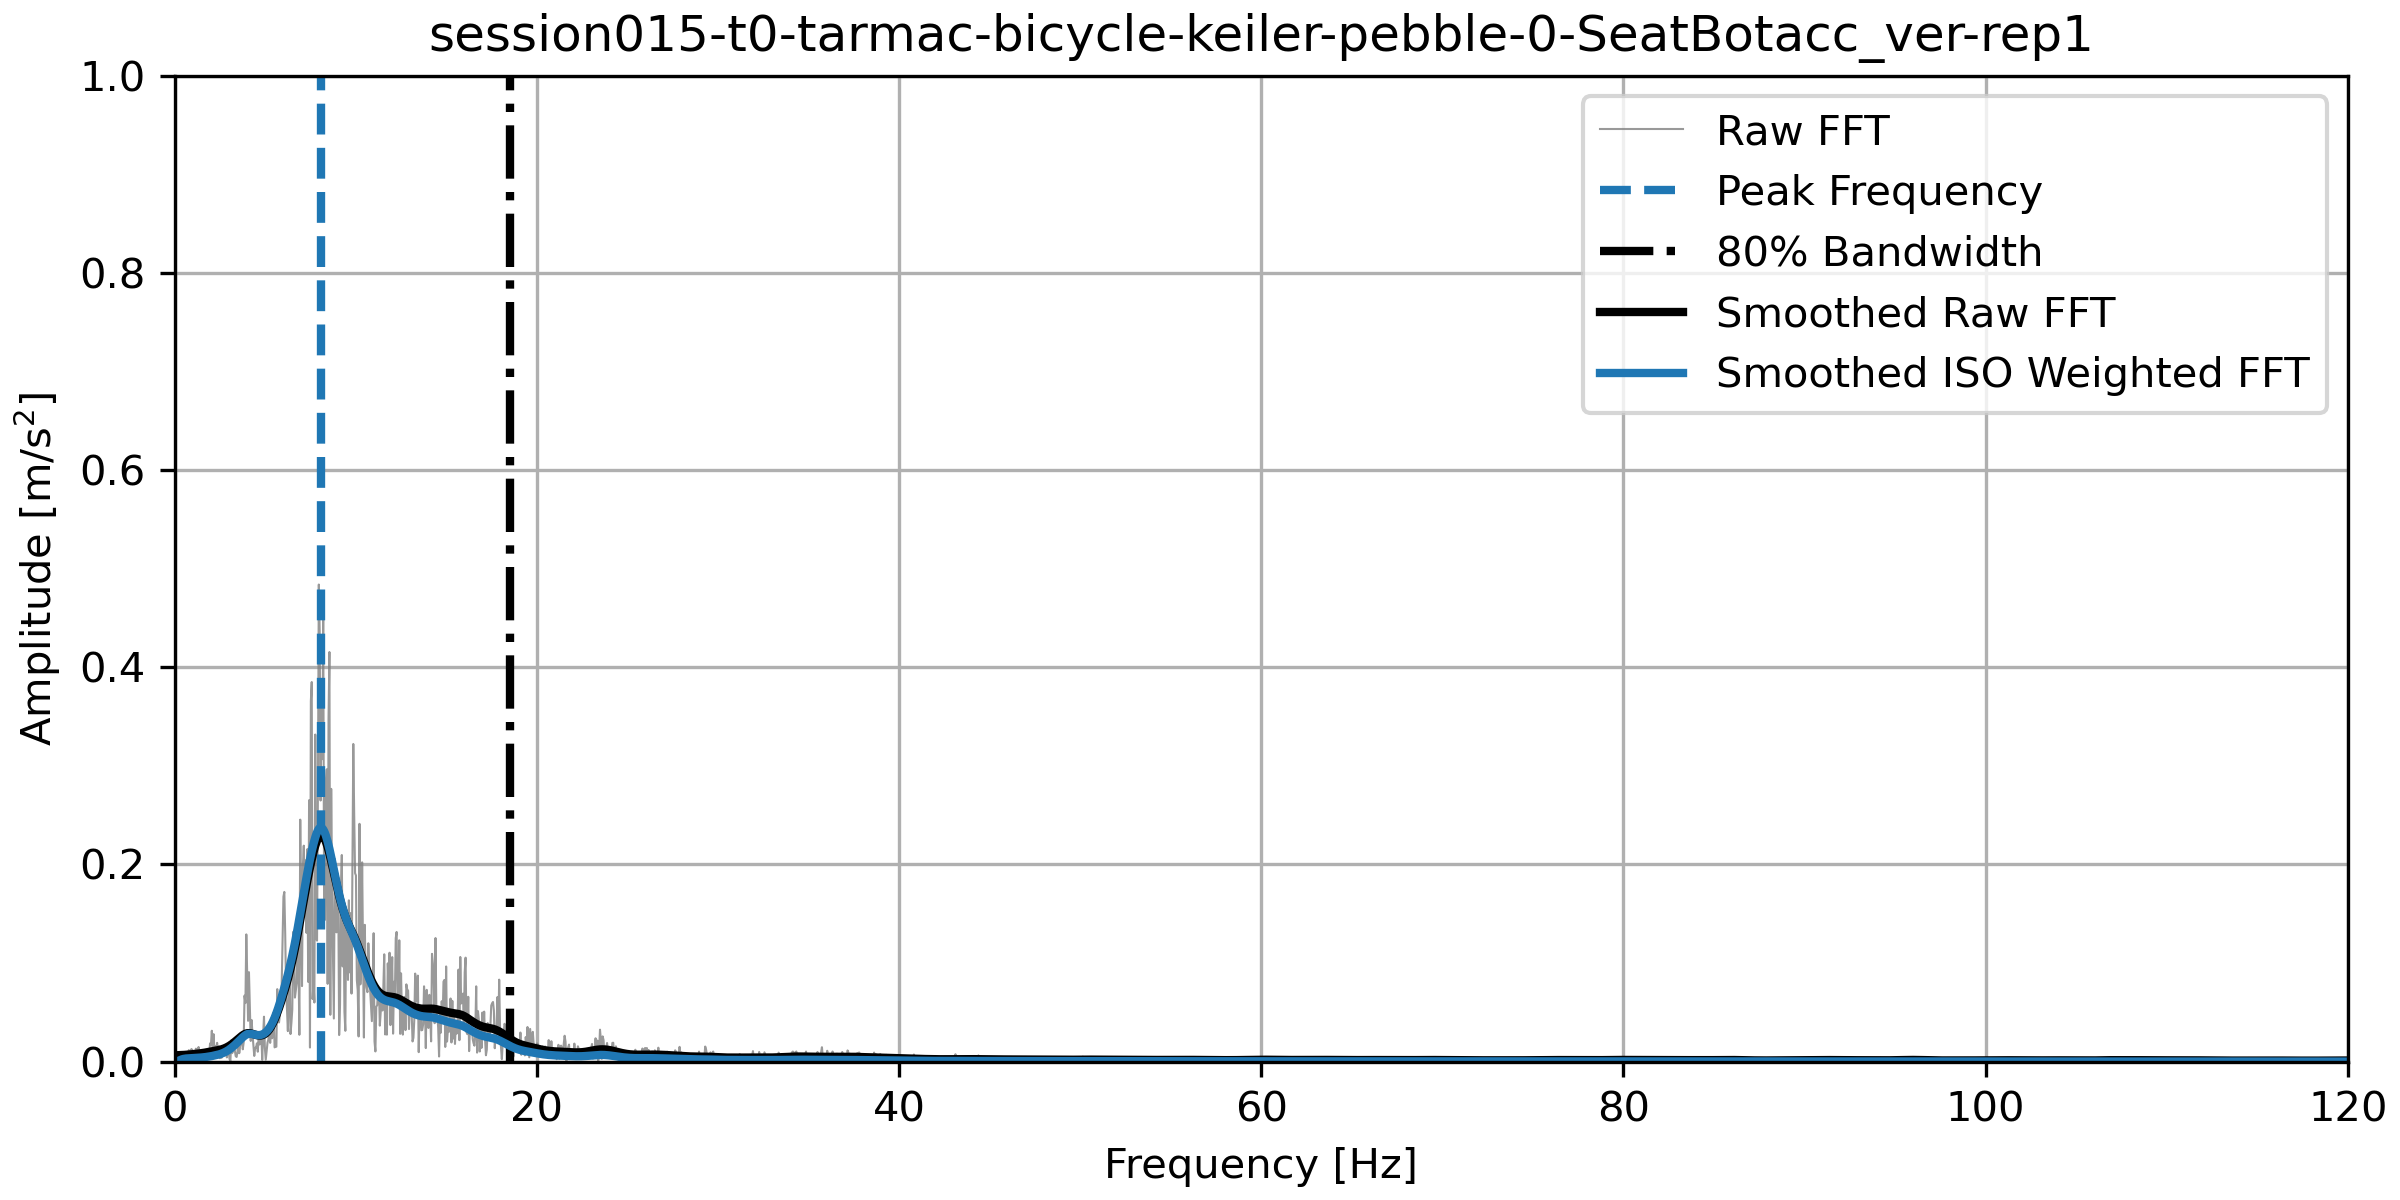 session015-t0-tarmac-bicycle-keiler-pebble-0-SeatBotacc_ver-rep1
1.0
0.8
0.6
0.4
0.2
0.0
Amplitude [m/s²]
Raw FFT
Peak Frequency
80% Bandwidth
Smoothed Raw FFT
Smoothed ISO Weighted FFT
0 20 40 60 80 100 120
Frequency [Hz]